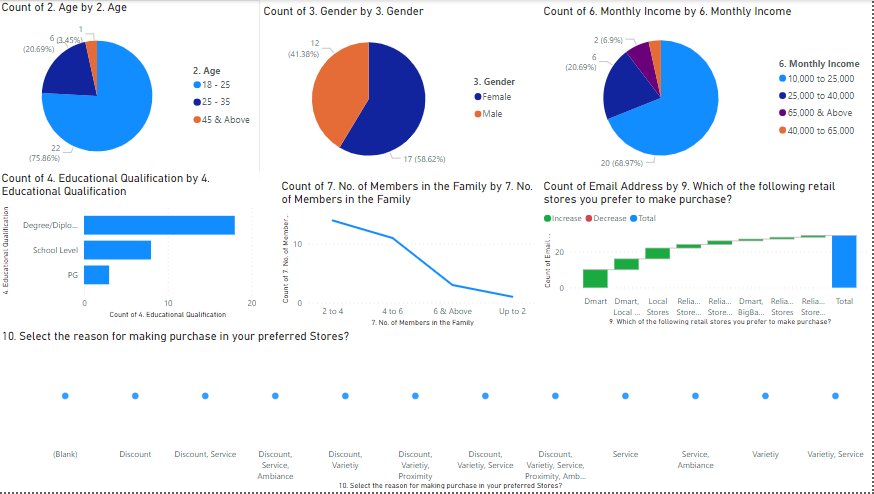 Count of 2. Age by 2. Age
1
(3.45%)
6
(20.69%)
22
(75.86%)
2. Age
18 - 25
25 - 35
45 & Above
Count of 3. Gender by 3. Gender
12
(41.38%)
17 (58.62%)
3. Gender
Female
Male
Count of 6. Monthly Income by 6. Monthly Income
2 (6.9%)
6
(20.69%)
20 (68.97%)
6. Monthly Income
10,000 to 25,000
25,000 to 40,000
65,000 & Above
40,000 to 65,000
Count of 4. Educational Qualification by 4.
Educational Qualification
4. Educational Qualification
Degree/Diplo...
School Level
PG
0 10 20
Count of 4. Educational Qualification
Count of 7. No. of Members in the Family by 7. No.
of Members in the Family
Count of 7. No. of Member...
10
0
2 to 4 4 to 6 6 & Above Up to 2
7. No. of Members in the Family
Count of Email Address by 9. Which of the following retail
stores you prefer to make purchase?
Increase Decrease Total
Count of Email ...
20
0
Dmart Dmart, Local Relia... Relia... Dmart, Relia... Relia... Total
Local ... Stores Store... Store... BigBa... Stores Store...
9. Which of the following retail stores you prefer to make purchase?
10. Select the reason for making purchase in your preferred Stores?
(Blank)
Discount
Discount, Service
Discount,
Service,
Ambiance
Discount,
Varietiy
Discount,
Varietiy,
Proximity
Discount,
Varietiy, Service
Discount,
Varietiy, Service,
Proximity, Amb...
Service
Service,
Ambiance
Varietiy
Varietiy, Service
10. Select the reason for making purchase in your preferred Stores?